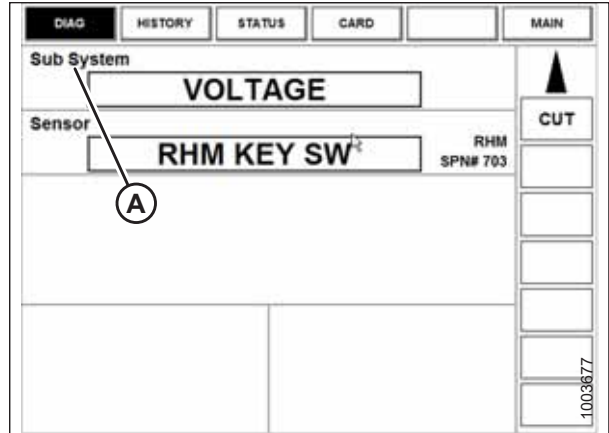 DIAG HISTORY STATUS CARD MAIN
Sub System
VOLTAGE
CUT
Sensor
RHM KEY SW
RHM
SPN# 703
A
1003677